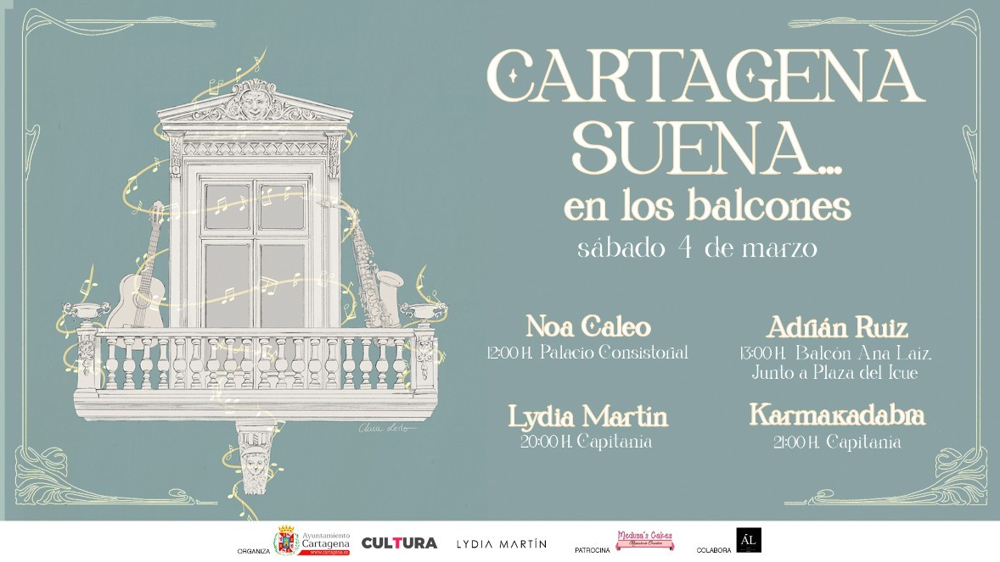 CARTAGENA
SUENA...
en los balcones
sábado 4 de marzo
Noa Caleo
12:00 H. Palacio Consistorial
Adrián Ruiz
13:00 H. Balcón Ana Laiz.
Junto a Plaza del Icue
Lydia Martín
20:00 H. Capitanía
Karmakadabra
21:00 H. Capitanía
Clara Ledo
ORGANIZA
Ayuntamiento
Cartagena
www.cartagena.es
CULTURA
LYDIA MARTÍN
PATROCINA
Medusa's Cakes
Repostería Creativa
COLABORA
ÁL